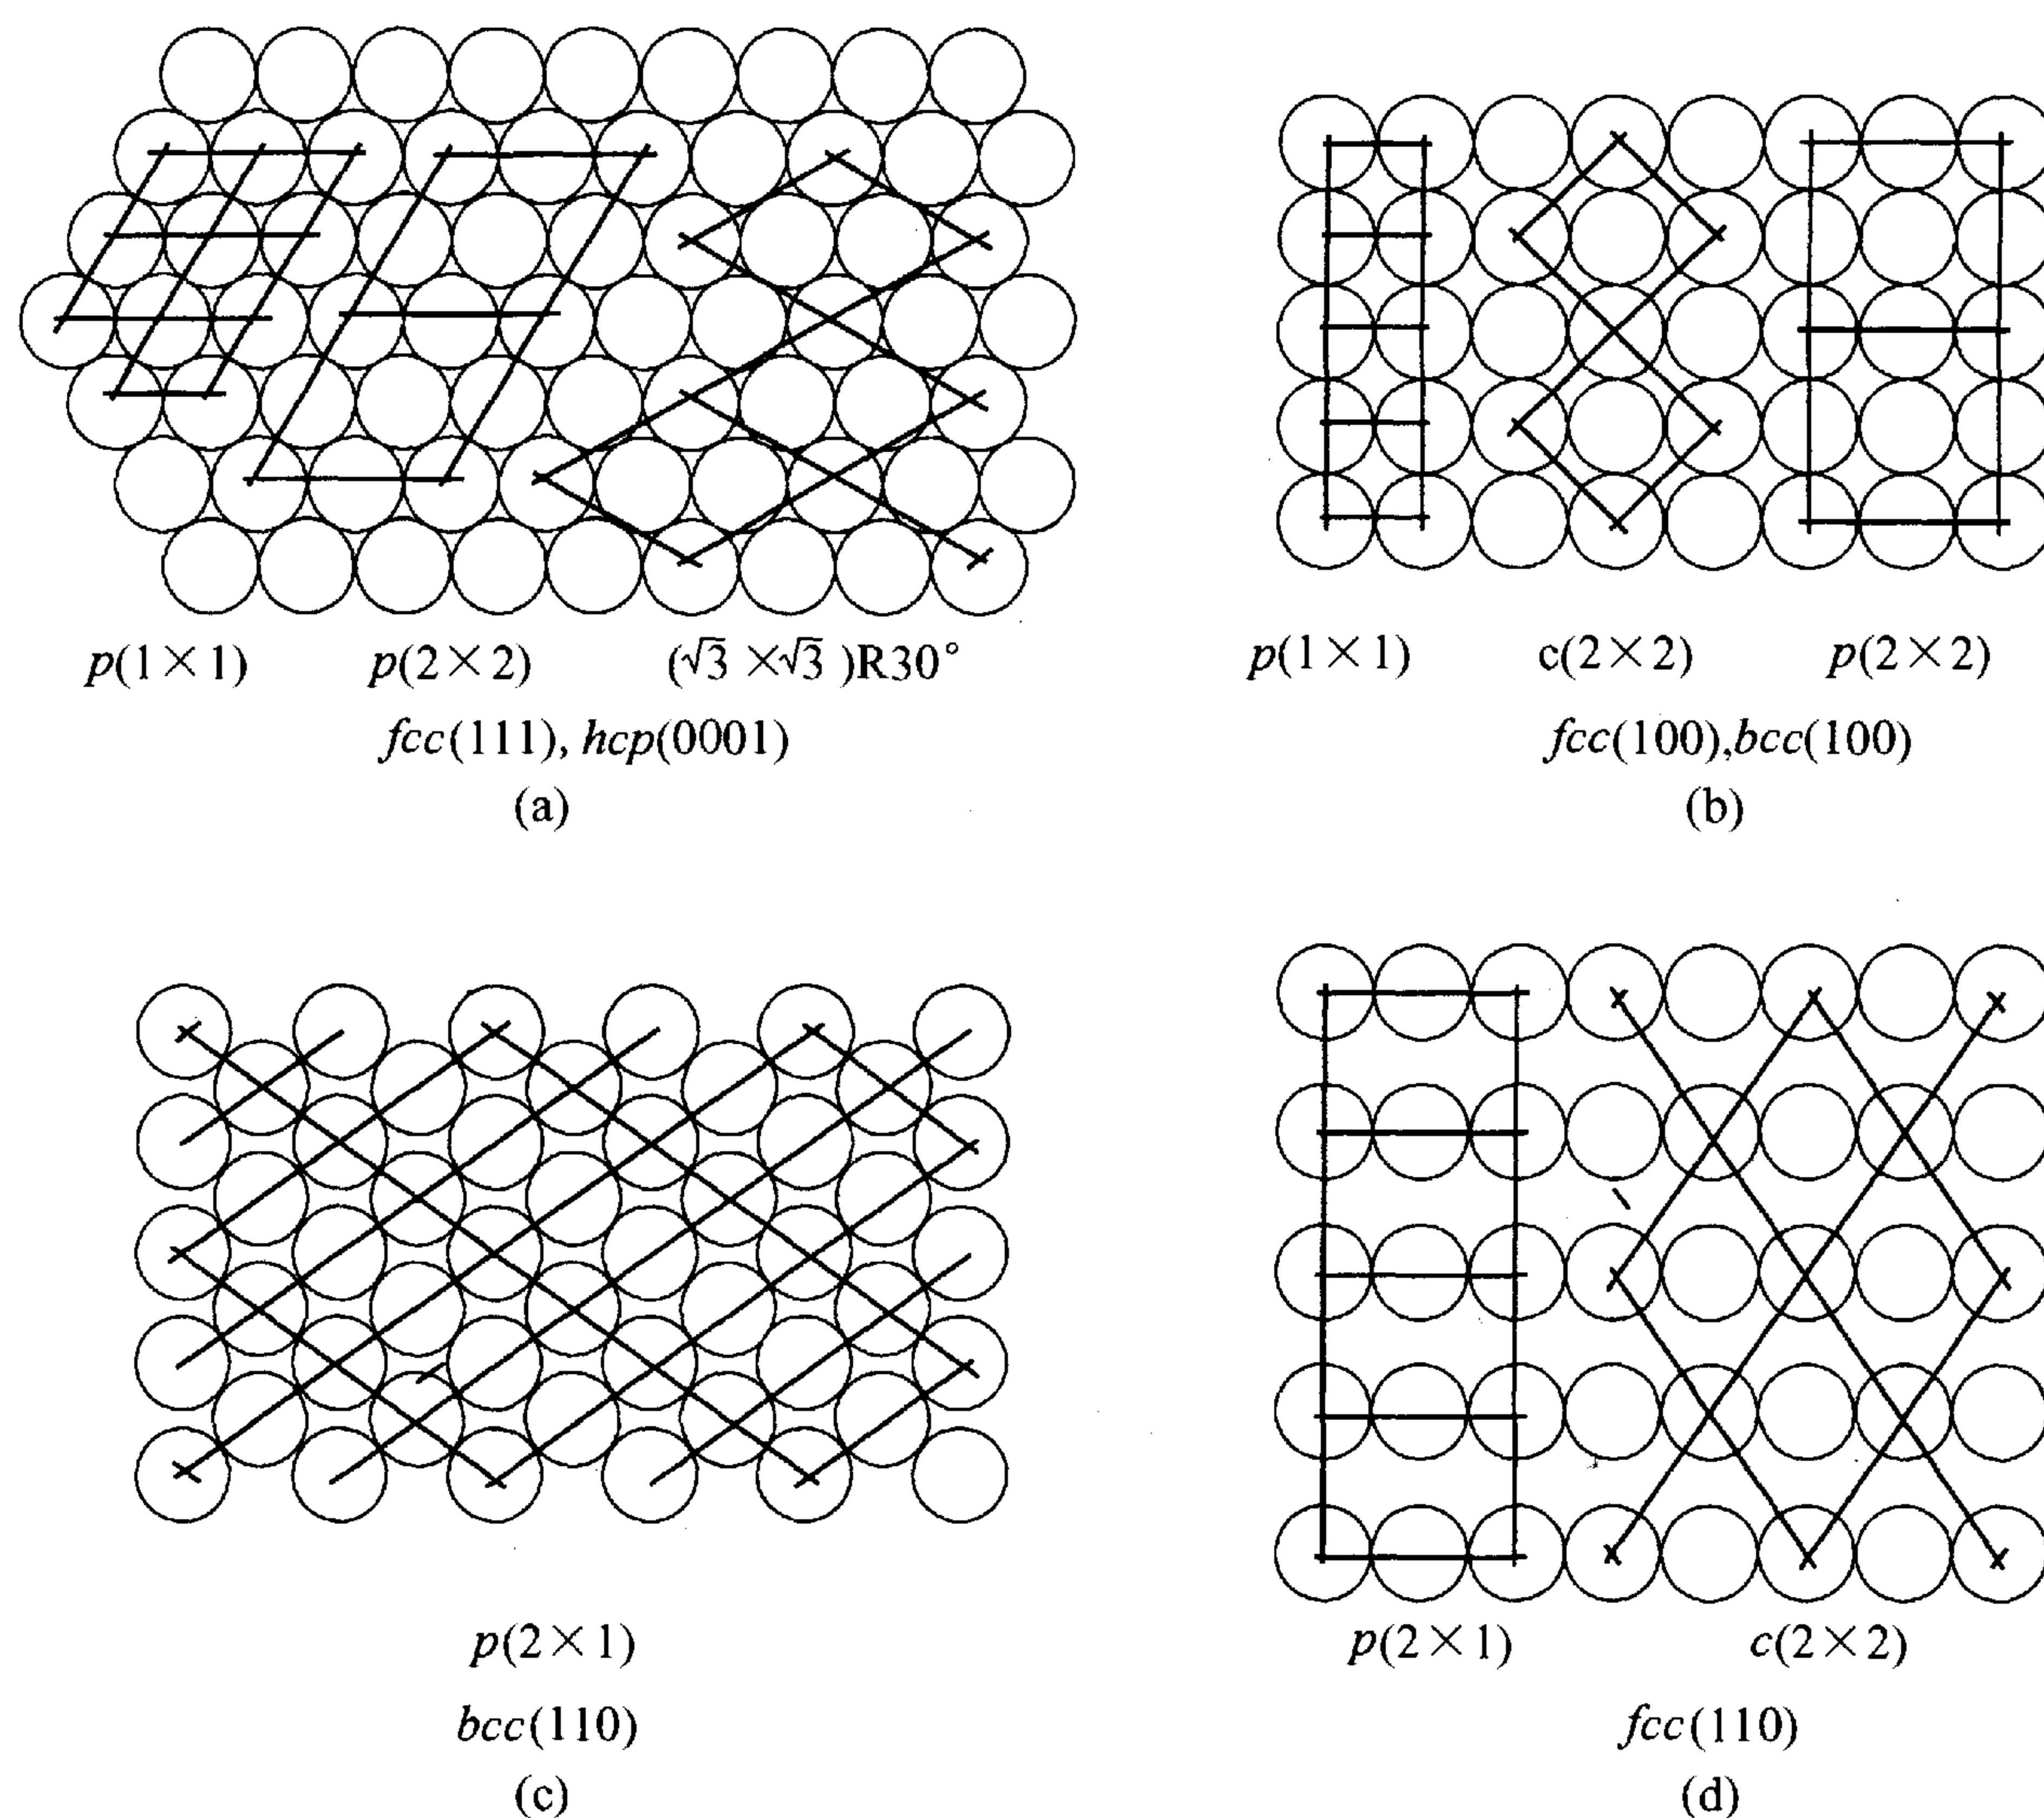 p(1×1) p(2×2) (√3 ×√3 )R30°
fcc(111), hcp(0001)
(a)
p(1×1) c(2×2) p(2×2)
fcc(100),bcc(100)
(b)
p(2×1)
bcc(110)
(c)
p(2×1) c(2×2)
fcc(110)
(d)